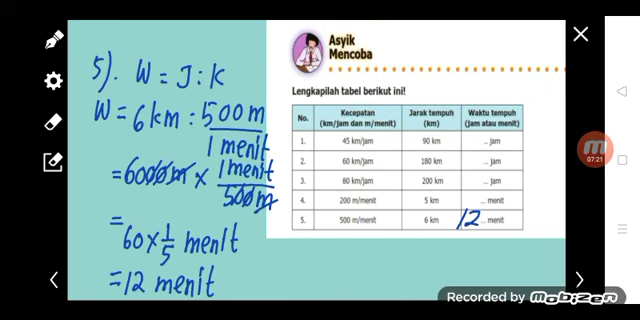 5). W = J : K
W = 6 km : 500 m
1 menit
= 6000 m × 1 menit
500 m
=
60 × 1/5 menit
= 12 menit
Asyik
Mencoba
Lengkapilah tabel berikut ini!
No. Kecepatan (km/jam dan m/menit) Jarak tempuh (km) Waktu tempuh (jam atau menit)
1. 45 km/jam 90 km ... jam
2. 60 km/jam 180 km ... jam
3. 80 km/jam 200 km ... jam
4. 200 m/menit 5 km ... menit
5. 500 m/menit 6 km 12 ... menit
07:21
Recorded by Mobizen